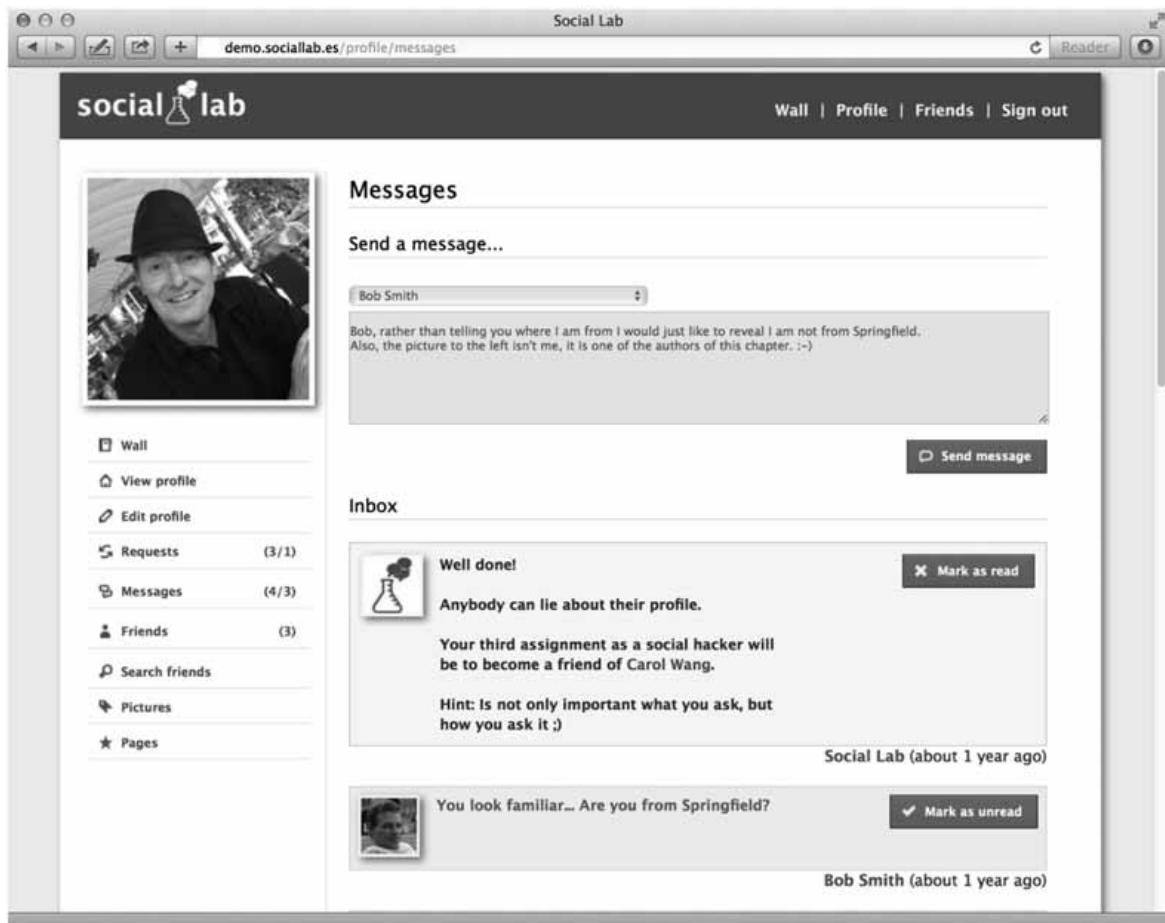 Social Lab
demo.sociallab.es/profile/messages
Reader
social lab
Wall | Profile | Friends | Sign out
Messages
Send a message...
Bob Smith
Bob, rather than telling you where I am from I would just like to reveal I am not from Springfield.
Also, the picture to the left isn't me, it is one of the authors of this chapter. :-)
Send message
Wall
View profile
Edit profile
Requests (3/1)
Messages (4/3)
Friends (3)
Search friends
Pictures
Pages
Inbox
Well done!
Mark as read
Anybody can lie about their profile.
Your third assignment as a social hacker will
be to become a friend of Carol Wang.
Hint: Is not only important what you ask, but
how you ask it ;)
Social Lab (about 1 year ago)
You look familiar... Are you from Springfield?
Mark as unread
Bob Smith (about 1 year ago)